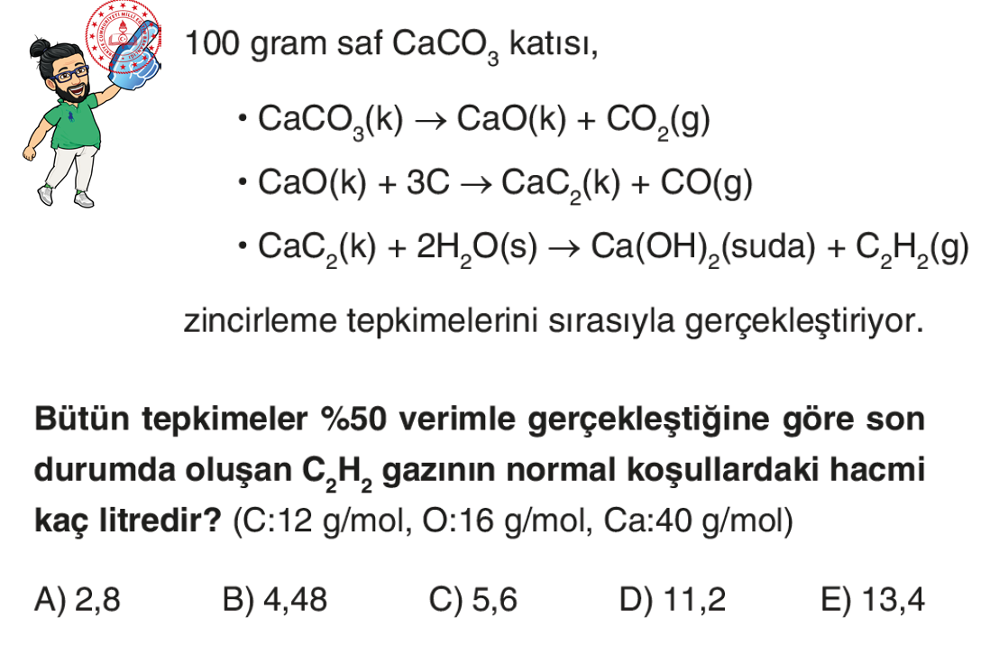 100 gram saf CaCO₃ katısı,
• CaCO₃(k) → CaO(k) + CO₂(g)
• CaO(k) + 3C → CaC₂(k) + CO(g)
• CaC₂(k) + 2H₂O(s) → Ca(OH)₂(suda) + C₂H₂(g)
zincirleme tepkimelerini sırasıyla gerçekleştiriyor.
Bütün tepkimeler %50 verimle gerçekleştiğine göre son
durumda oluşan C₂H₂ gazının normal koşullardaki hacmi
kaç litredir? (C:12 g/mol, O:16 g/mol, Ca:40 g/mol)
A) 2,8 B) 4,48 C) 5,6 D) 11,2 E) 13,4